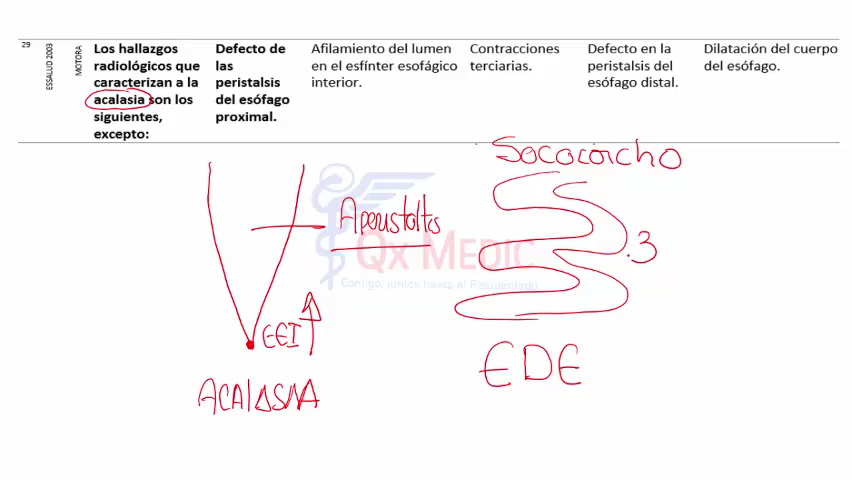 29
ESSALUD 2003
MOTORA
Los hallazgos
radiológicos que
caracterizan a la
acalasia son los
siguientes,
excepto:
Defecto de
las
peristalsis
del esófago
proximal.
Afilamiento del lumen
en el esfínter esofágico
interior.
Contracciones
terciarias.
Defecto en la
peristalsis del
esófago distal.
Dilatación del cuerpo
del esófago.
Sacacorcho
Aperistaltis
QX MEDIC
Contigo, juntos hasta el Residentado
.3
EEI
EDE
ACAlASIA